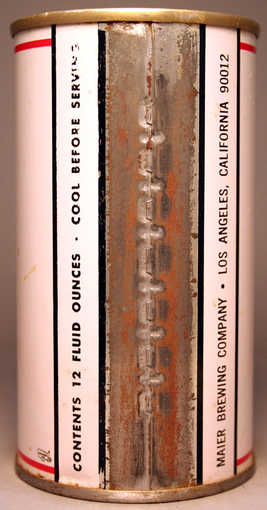 CONTENTS 12 FLUID OUNCES • COOL BEFORE SERVING
MAIER BREWING COMPANY • LOS ANGELES, CALIFORNIA 90012